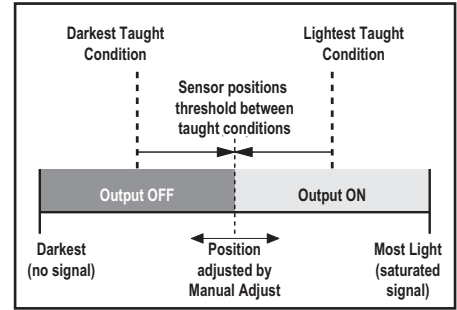 Darkest Taught
Condition
Lightest Taught
Condition
Sensor positions
threshold between
taught conditions
Output OFF
Output ON
Darkest
(no signal)
Position
adjusted by
Manual Adjust
Most Light
(saturated
signal)